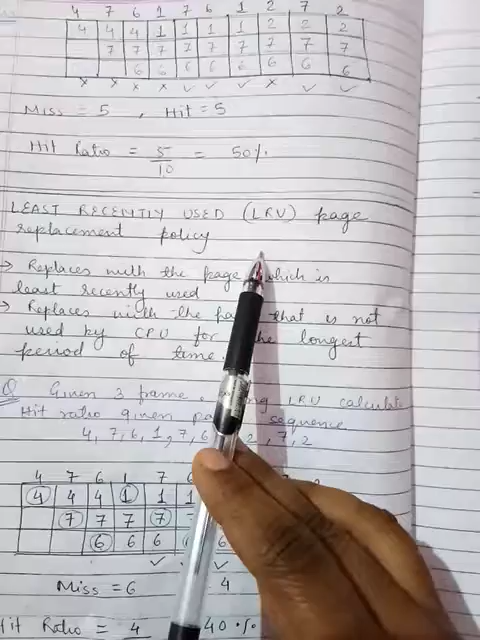 4 7 6 1 7 6 1 2 7 2
4 4 4 1 1 1 1 2 2 2
7 7 7 7 7 7 7 7 7
6 6 6 6 6 6 6 6
x x x x ✓ ✓ ✓ x ✓ ✓
Miss = 5 , Hit = 5
Hit Ratio = 5/10 = 50%
LEAST RECENTLY USED (LRU) page
replacement policy
→ Replaces with the page which is
least recently used
→ Replaces with the that is not
used by CPU for the longest
period of time.
Q Given 3 frame. LRU calculate
Hit ratio given sequence
4, 7, 6, 1, 7, 6 2, 7, 2
4 7 6 1 7
4 4 4 1 1 1
7 7 7 7
6 6 6 6 6
✓ ✓ ✓
Miss = 6 4
Hit Ratio = 4 40%